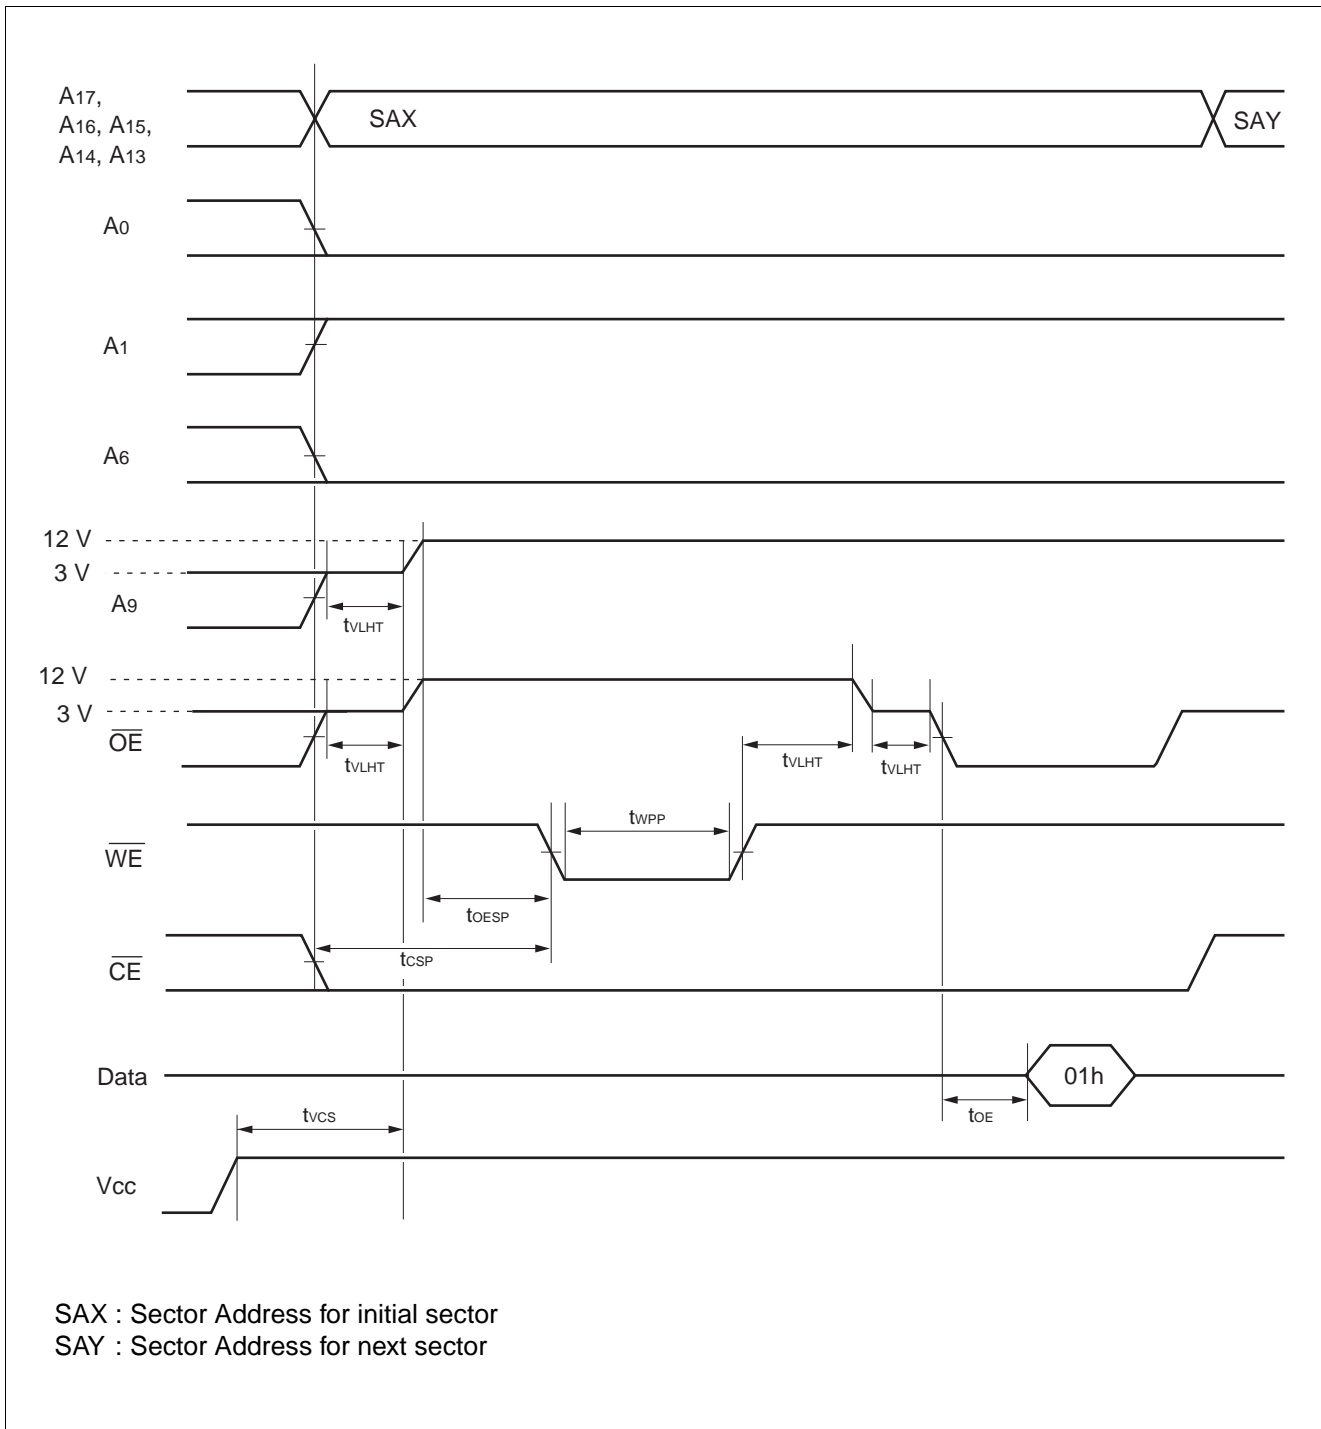 A17,
A16, A15,
A14, A13
SAX
SAY
A0
A1
A6
12 V
3 V
A9
tVLHT
12 V
3 V
OE
tVLHT
tVLHT
tVLHT
WE
tWPP
tOESP
CE
tCSP
Data
01h
tOE
tVCS
Vcc
SAX : Sector Address for initial sector
SAY : Sector Address for next sector